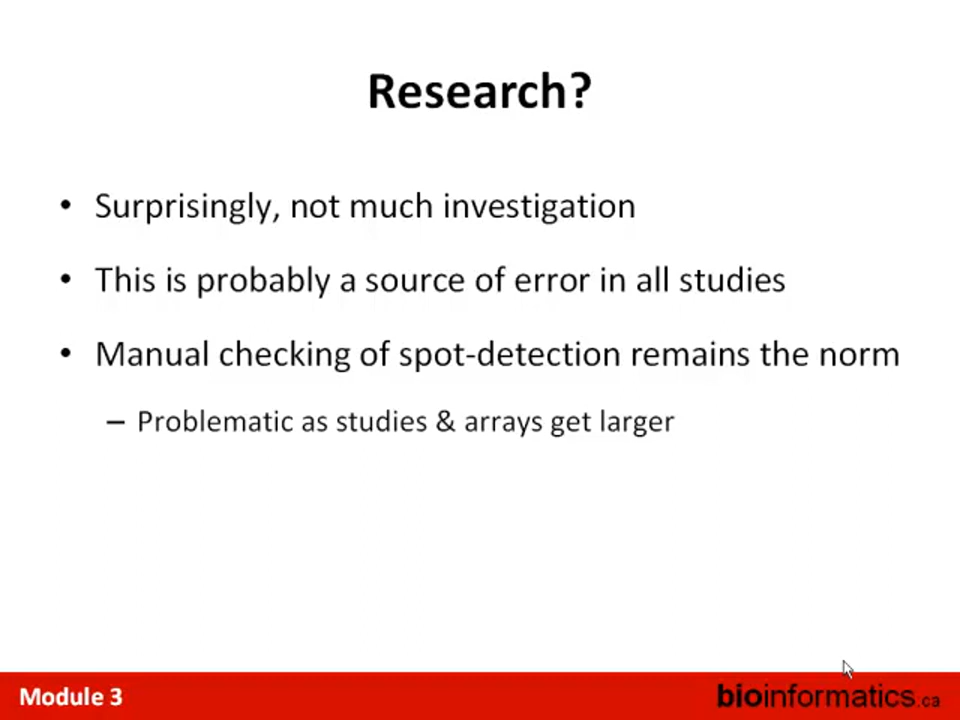 Research?
• Surprisingly, not much investigation
• This is probably a source of error in all studies
• Manual checking of spot-detection remains the norm
– Problematic as studies & arrays get larger
Module 3
bioinformatics.ca